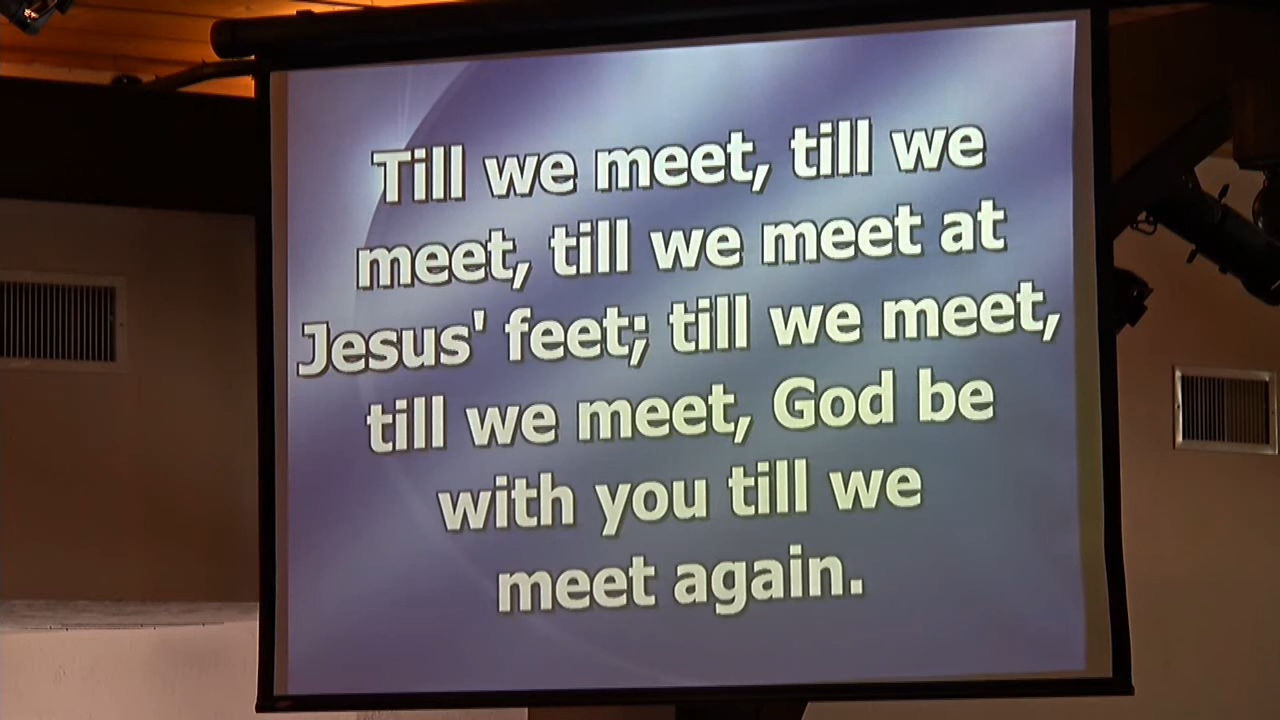 Till we meet, till we
meet, till we meet at
Jesus' feet; till we meet,
till we meet, God be
with you till we
meet again.